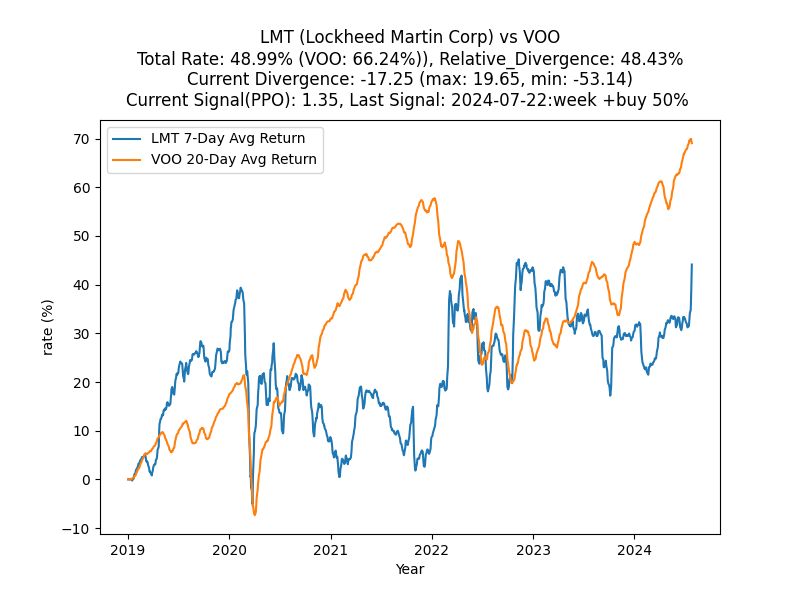 LMT (Lockheed Martin Corp) vs VOO
Total Rate: 48.99% (VOO: 66.24%)), Relative_Divergence: 48.43%
Current Divergence: -17.25 (max: 19.65, min: -53.14)
Current Signal(PPO): 1.35, Last Signal: 2024-07-22:week +buy 50%
LMT 7-Day Avg Return
VOO 20-Day Avg Return
70
60
50
40
30
20
10
0
−10
rate (%)
2019 2020 2021 2022 2023 2024
Year